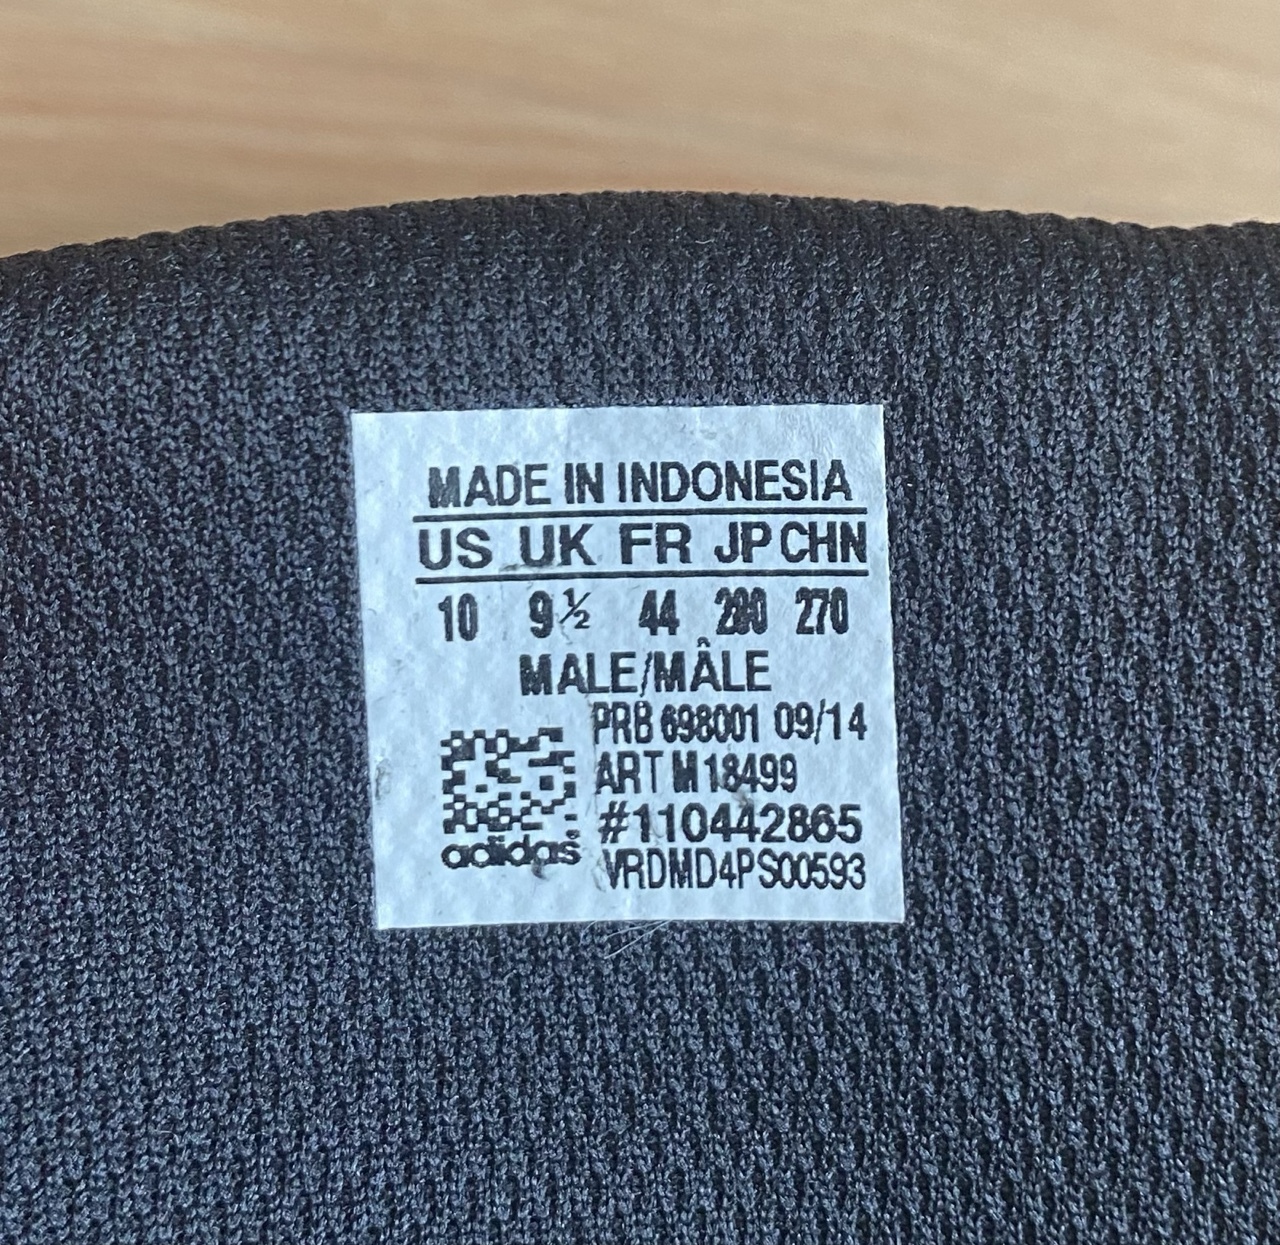 MADE IN INDONESIA
US UK FR JP CHN
10 9½ 44 280 270
MALE/MÂLE
PRB 698001 09/14
ART M18499
#110442865
adidas VRDMD4PS00593